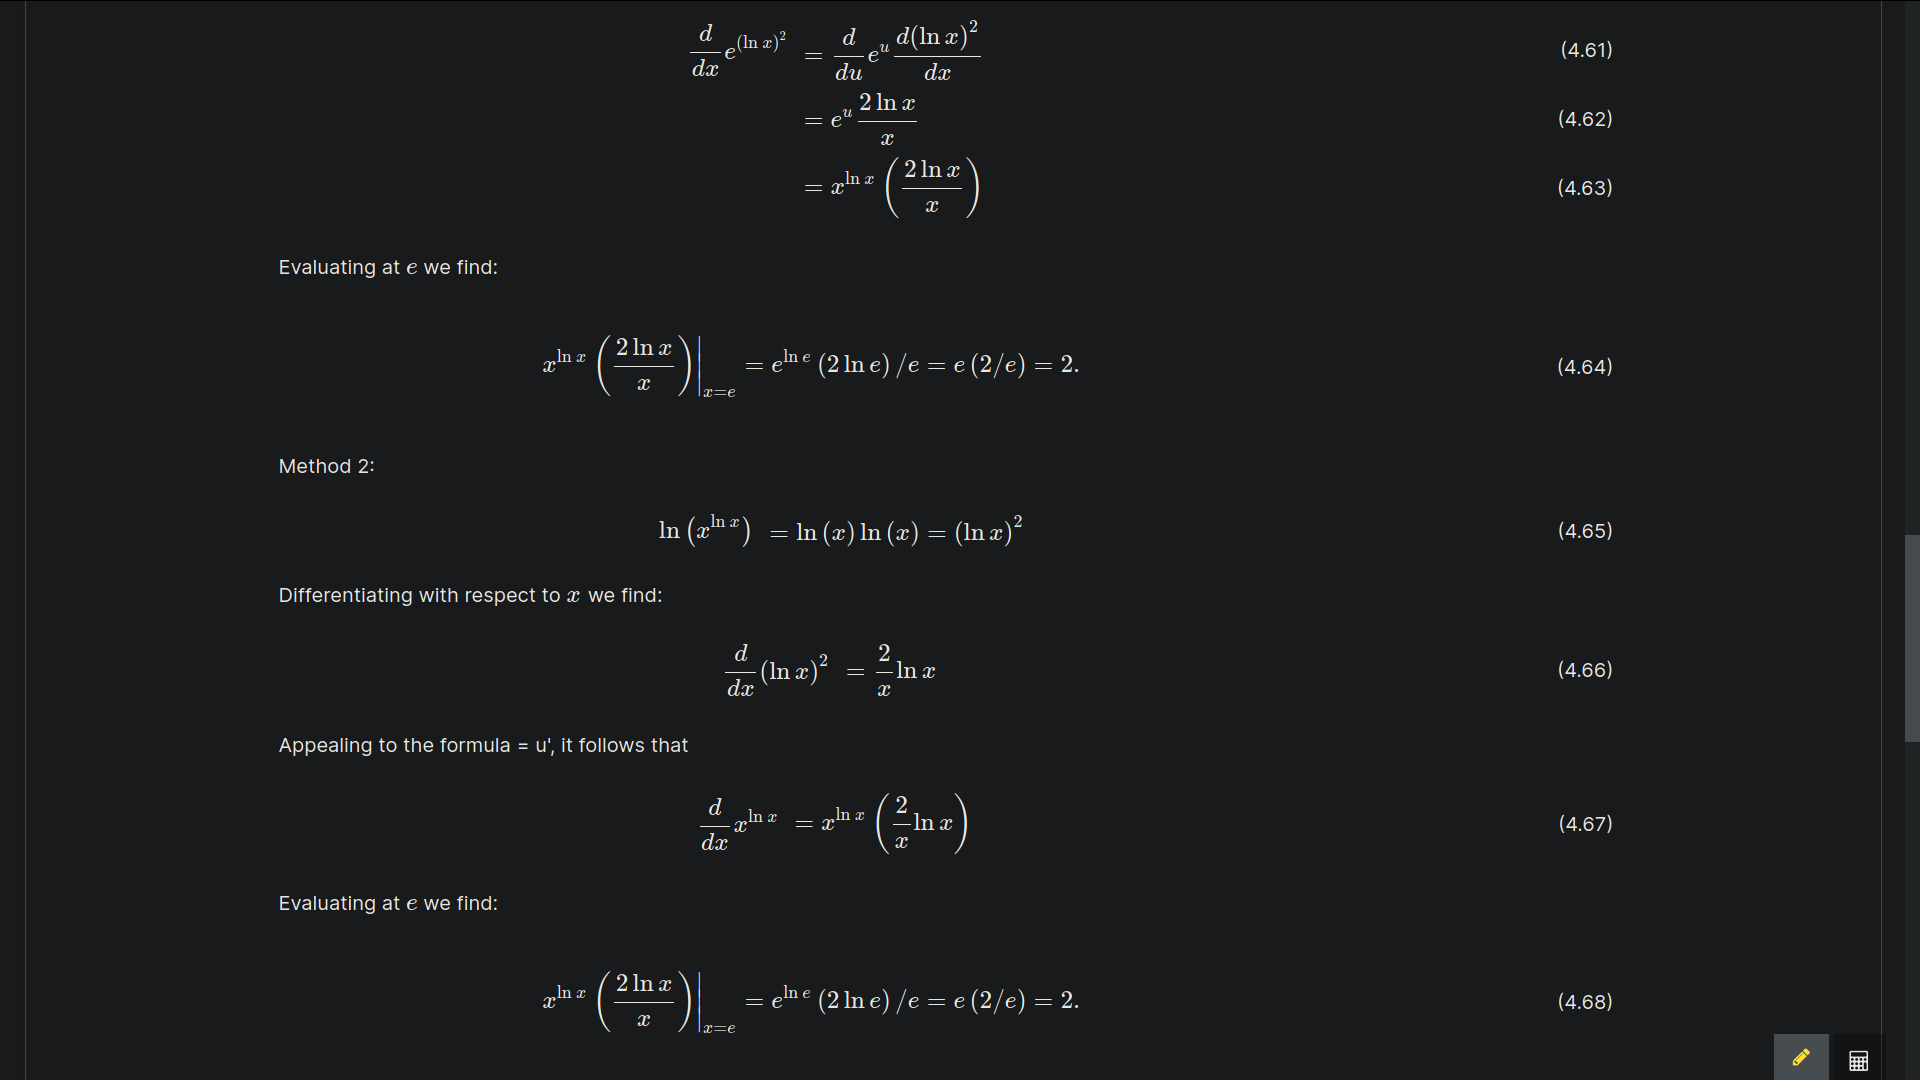 d/dx e^{(ln x)^2} = d/du e^u d(ln x)^2/dx (4.61)
= e^u 2 ln x/x (4.62)
= x^{ln x} (2 ln x/x) (4.63)
Evaluating at e we find:
x^{ln x} (2 ln x/x)|_{x=e} = e^{ln e} (2 ln e) /e = e (2/e) = 2. (4.64)
Method 2:
ln (x^{ln x}) = ln (x) ln (x) = (ln x)^2 (4.65)
Differentiating with respect to x we find:
d/dx (ln x)^2 = 2/x ln x (4.66)
Appealing to the formula = u', it follows that
d/dx x^{ln x} = x^{ln x} (2/x ln x) (4.67)
Evaluating at e we find:
x^{ln x} (2 ln x/x)|_{x=e} = e^{ln e} (2 ln e) /e = e (2/e) = 2. (4.68)